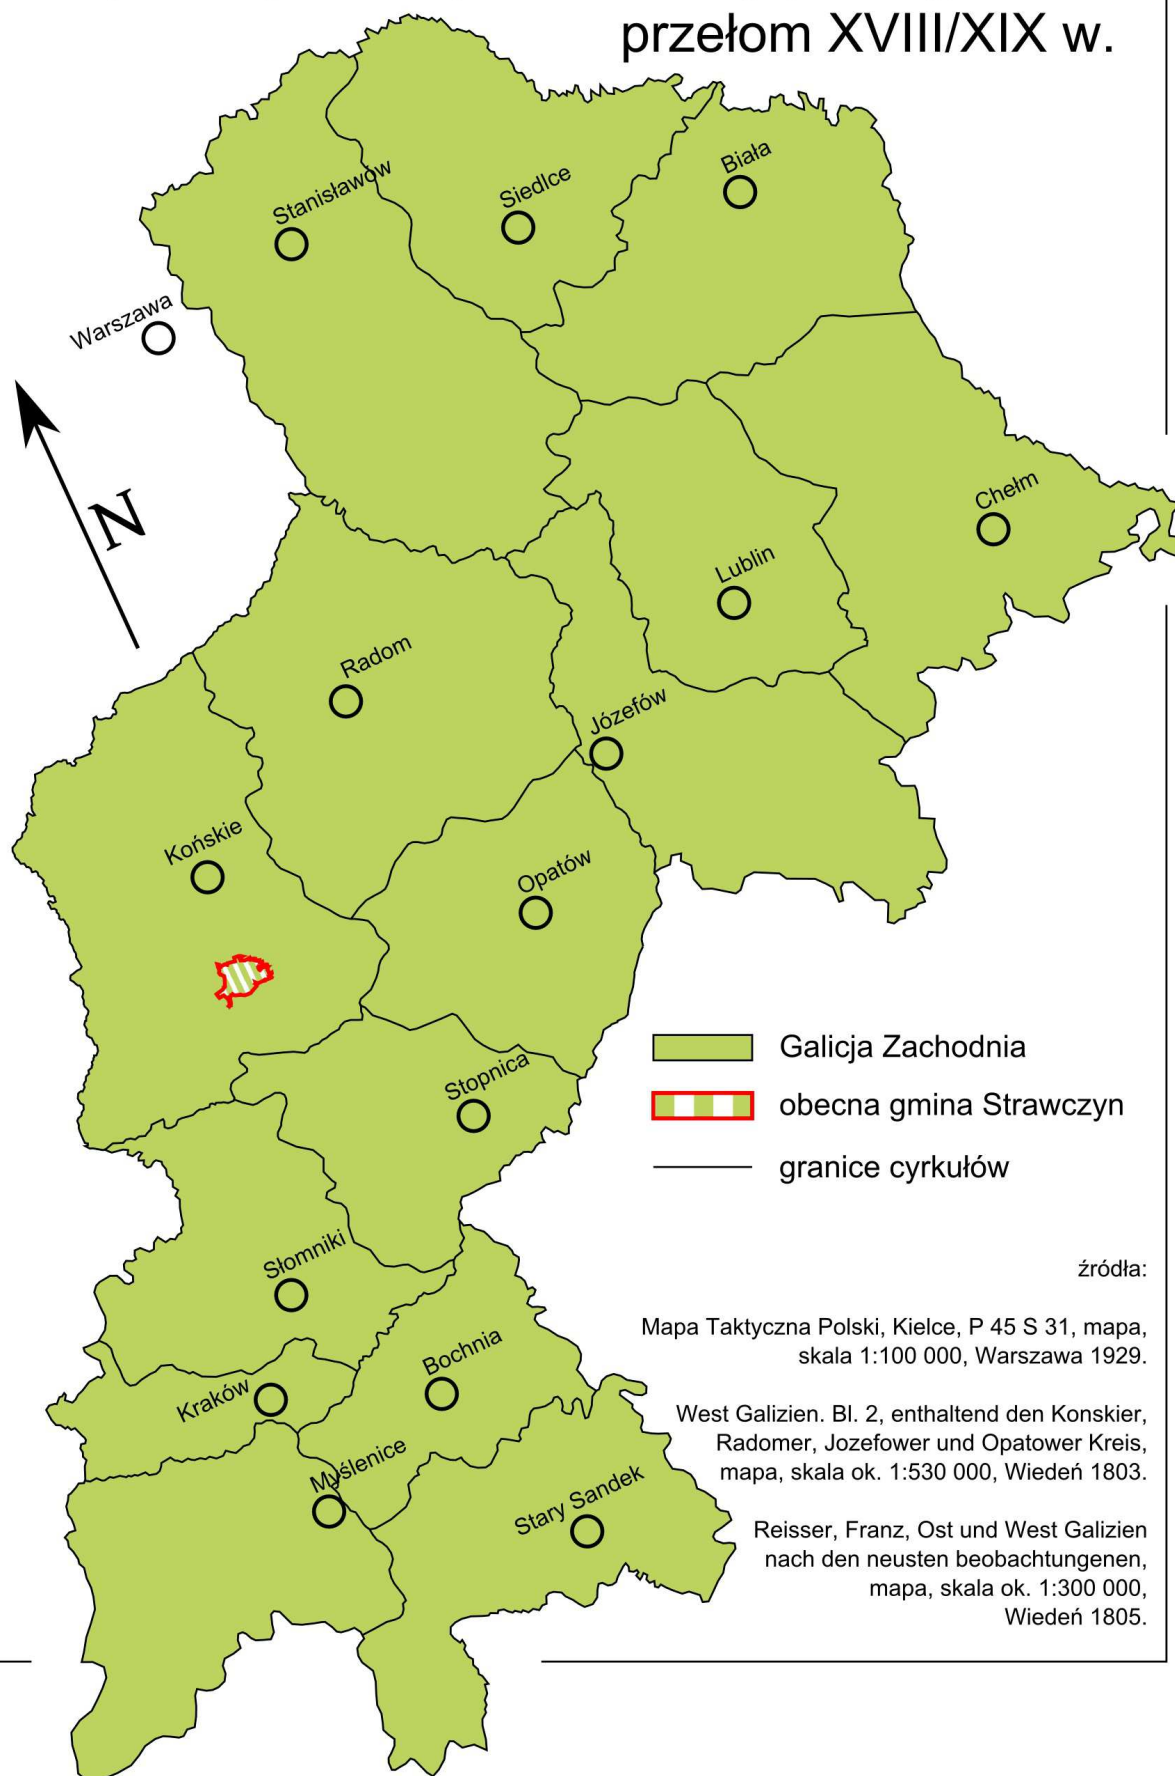 przełom XVIII/XIX w.
Biała
Stanisławów
Siedlce
Warszawa
N
Chełm
Lublin
Radom
Józefów
Końskie
Opatów
Galicja Zachodnia
Stopnica
obecna gmina Strawczyn
granice cyrkułów
Słomniki
źródła:
Mapa Taktyczna Polski, Kielce, P 45 S 31, mapa,
skala 1:100 000, Warszawa 1929.
Bochnia
Kraków
West Galizien. Bl. 2, enthaltend den Konskier,
Radomer, Jozefower und Opatower Kreis,
mapa, skala ok. 1:530 000, Wiedeń 1803.
Myślenice
Stary Sandek
Reisser, Franz, Ost und West Galizien
nach den neusten beobachtungenen,
mapa, skala ok. 1:300 000,
Wiedeń 1805.